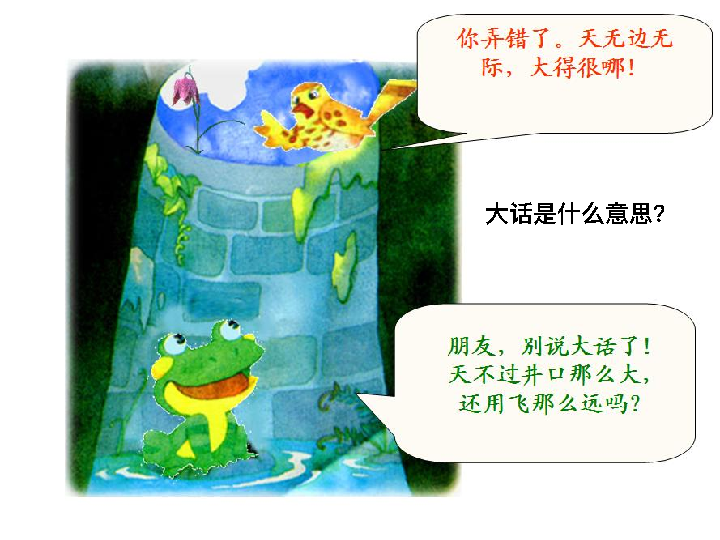 你弄错了。天无边无
际，大得很哪！
大话是什么意思？
朋友，别说大话了！
天不过井口那么大，
还用飞那么远吗？